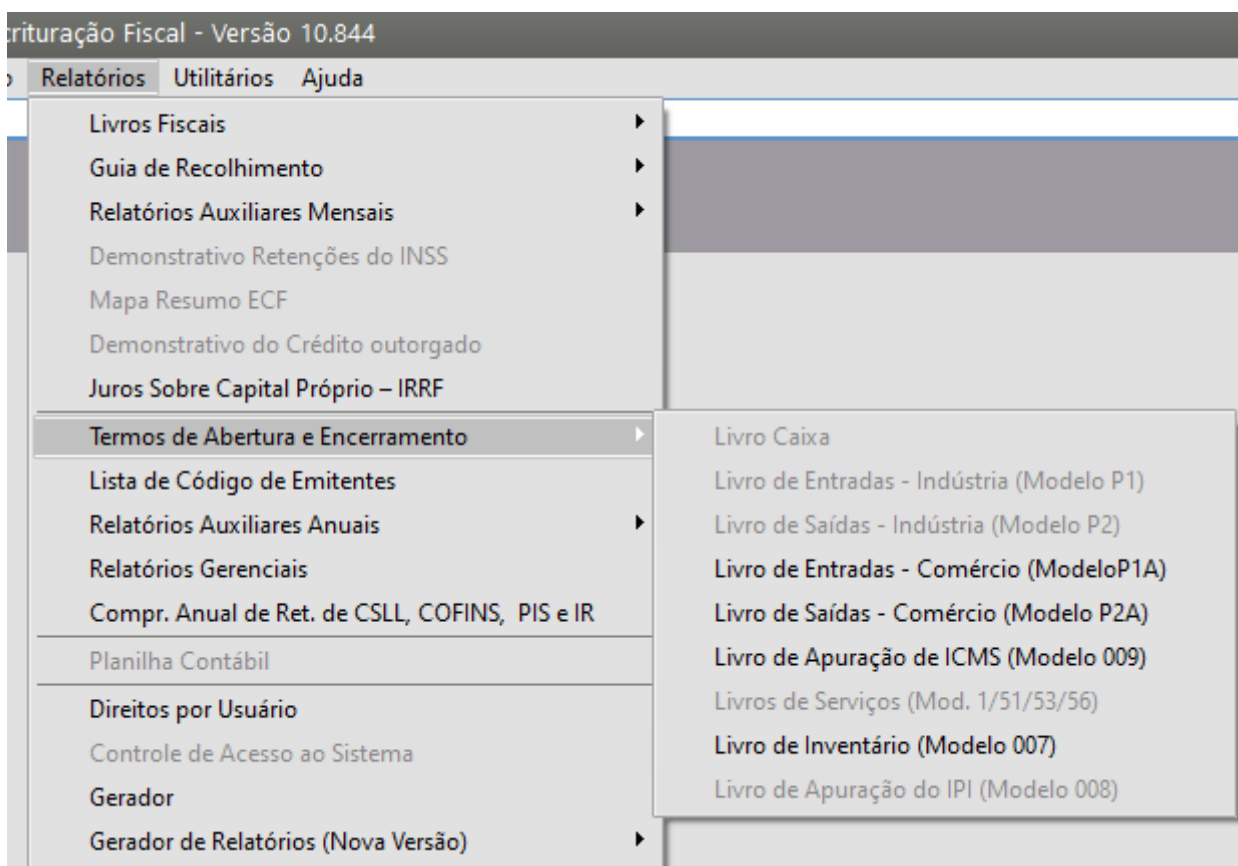 crituração Fiscal - Versão 10.844
Relatórios Utilitários Ajuda
Livros Fiscais
Guia de Recolhimento
Relatórios Auxiliares Mensais
Demonstrativo Retenções do INSS
Mapa Resumo ECF
Demonstrativo do Crédito outorgado
Juros Sobre Capital Próprio – IRRF
Termos de Abertura e Encerramento
Lista de Código de Emitentes
Relatórios Auxiliares Anuais
Relatórios Gerenciais
Compr. Anual de Ret. de CSLL, COFINS, PIS e IR
Planilha Contábil
Direitos por Usuário
Controle de Acesso ao Sistema
Gerador
Gerador de Relatórios (Nova Versão)
Livro Caixa
Livro de Entradas - Indústria (Modelo P1)
Livro de Saídas - Indústria (Modelo P2)
Livro de Entradas - Comércio (ModeloP1A)
Livro de Saídas - Comércio (Modelo P2A)
Livro de Apuração de ICMS (Modelo 009)
Livros de Serviços (Mod. 1/51/53/56)
Livro de Inventário (Modelo 007)
Livro de Apuração do IPI (Modelo 008)